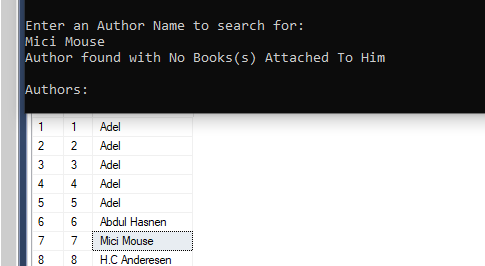 Enter an Author Name to search for:
Mici Mouse
Author found with No Books(s) Attached To Him
Authors:
1 1 Adel
2 2 Adel
3 3 Adel
4 4 Adel
5 5 Adel
6 6 Abdul Hasnen
7 7 Mici Mouse
8 8 H.C Anderesen